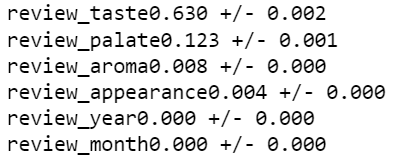 review_taste0.630 +/- 0.002
review_palate0.123 +/- 0.001
review_aroma0.008 +/- 0.000
review_appearance0.004 +/- 0.000
review_year0.000 +/- 0.000
review_month0.000 +/- 0.000